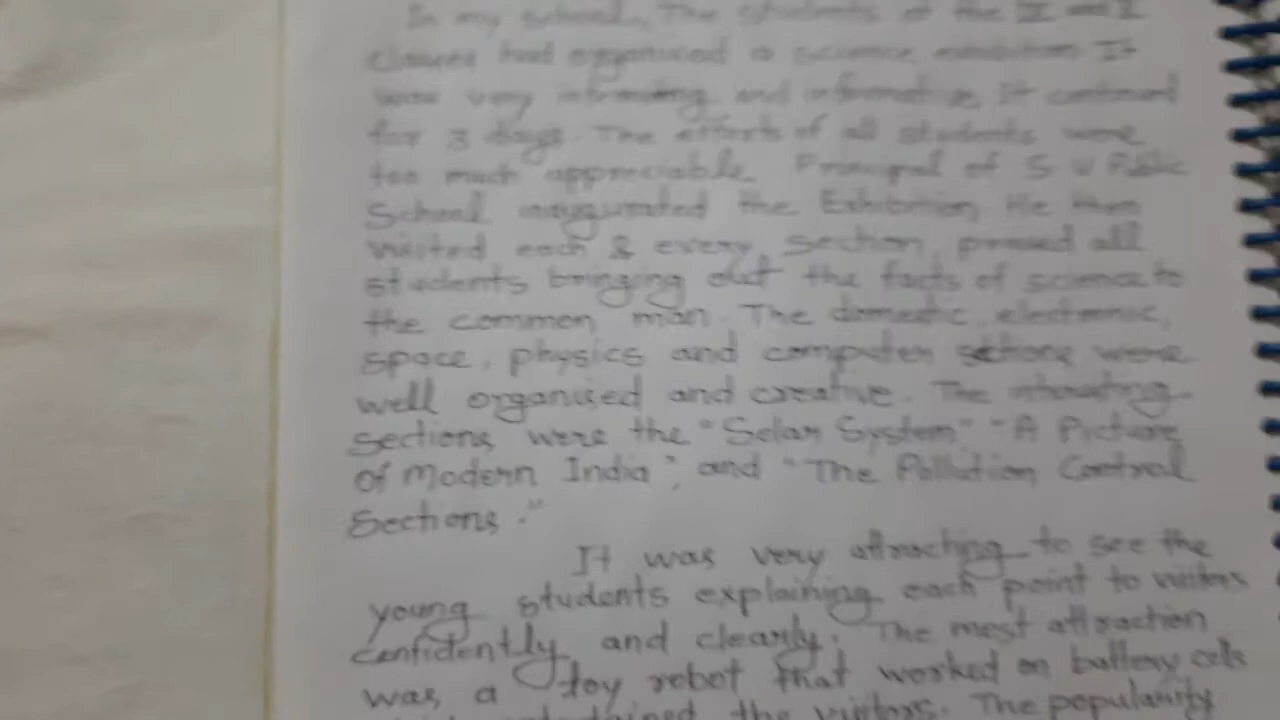 In my school, The students of the IX and X
classes had organised a science exhibition. It
was very interesting and informative. It continued
for 3 days. The efforts of all students were
too much appreciable. Principal of S V Public
School inaugurated the Exhibition. He then
visited each & every section, praised all
students bringing out the facts of science to
the common man. The domestic, electronic,
space, physics and computer sections were
well organised and creative. The
sections were the "Solar System" "A Picture
of Modern India", and "The Pollution Control
Sections."
It was very attracting to see the
young students explaining each point to visitors
confidently and clearly. The most attraction
was a toy robot that worked on battery cells
entertained the visitors. The popularity